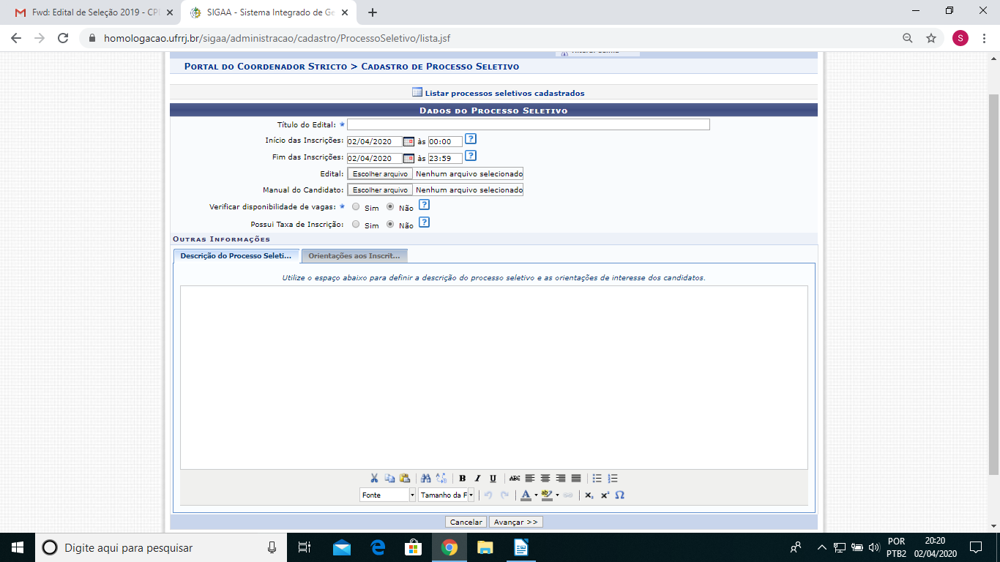 Fwd: Edital de Seleção 2019 - CP
SIGAA - Sistema Integrado de Ge
homologacao.ufrrj.br/sigaa/administracao/cadastro/ProcessoSeletivo/lista.jsf
S
Portal do Coordenador Stricto > Cadastro de Processo Seletivo
Listar processos seletivos cadastrados
Dados do Processo Seletivo
Título do Edital:
Início das Inscrições: 02/04/2020 às 00:00 ?
Fim das Inscrições: 02/04/2020 às 23:59 ?
Edital: Escolher arquivo Nenhum arquivo selecionado
Manual do Candidato: Escolher arquivo Nenhum arquivo selecionado
Verificar disponibilidade de vagas: Sim Não ?
Possui Taxa de Inscrição: Sim Não ?
Outras Informações
Descrição do Processo Seleti... Orientações aos Inscrit...
Utilize o espaço abaixo para definir a descrição do processo seletivo e as orientações de interesse dos candidatos.
B I U ABC
Fonte Tamanho da F A ab x₂ x² Ω
Cancelar Avançar >>
Digite aqui para pesquisar
POR
PTB2
20:20
02/04/2020